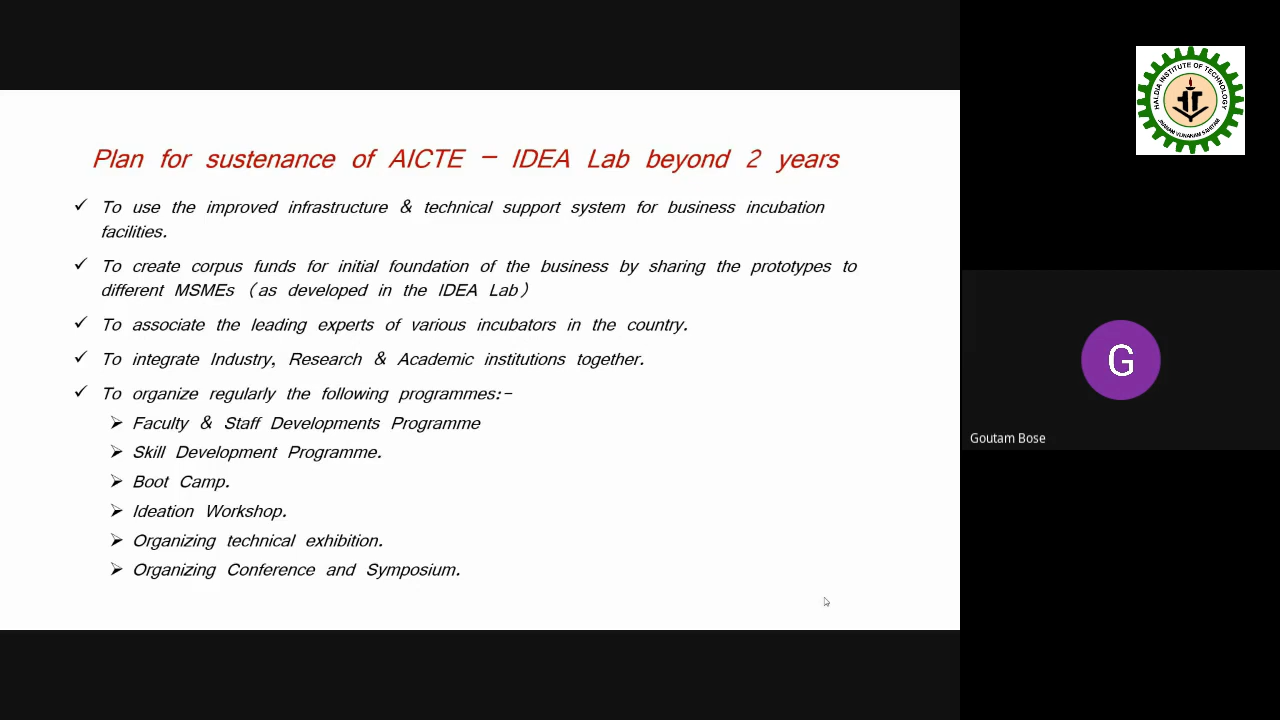 Plan for sustenance of AICTE – IDEA Lab beyond 2 years
✓ To use the improved infrastructure & technical support system for business incubation
facilities.
✓ To create corpus funds for initial foundation of the business by sharing the prototypes to
different MSMEs (as developed in the IDEA Lab)
✓ To associate the leading experts of various incubators in the country.
✓ To integrate Industry, Research & Academic institutions together.
✓ To organize regularly the following programmes:-
➢ Faculty & Staff Developments Programme
➢ Skill Development Programme.
➢ Boot Camp.
➢ Ideation Workshop.
➢ Organizing technical exhibition.
➢ Organizing Conference and Symposium.
HALDIA INSTITUTE OF TECHNOLOGY
G
Goutam Bose